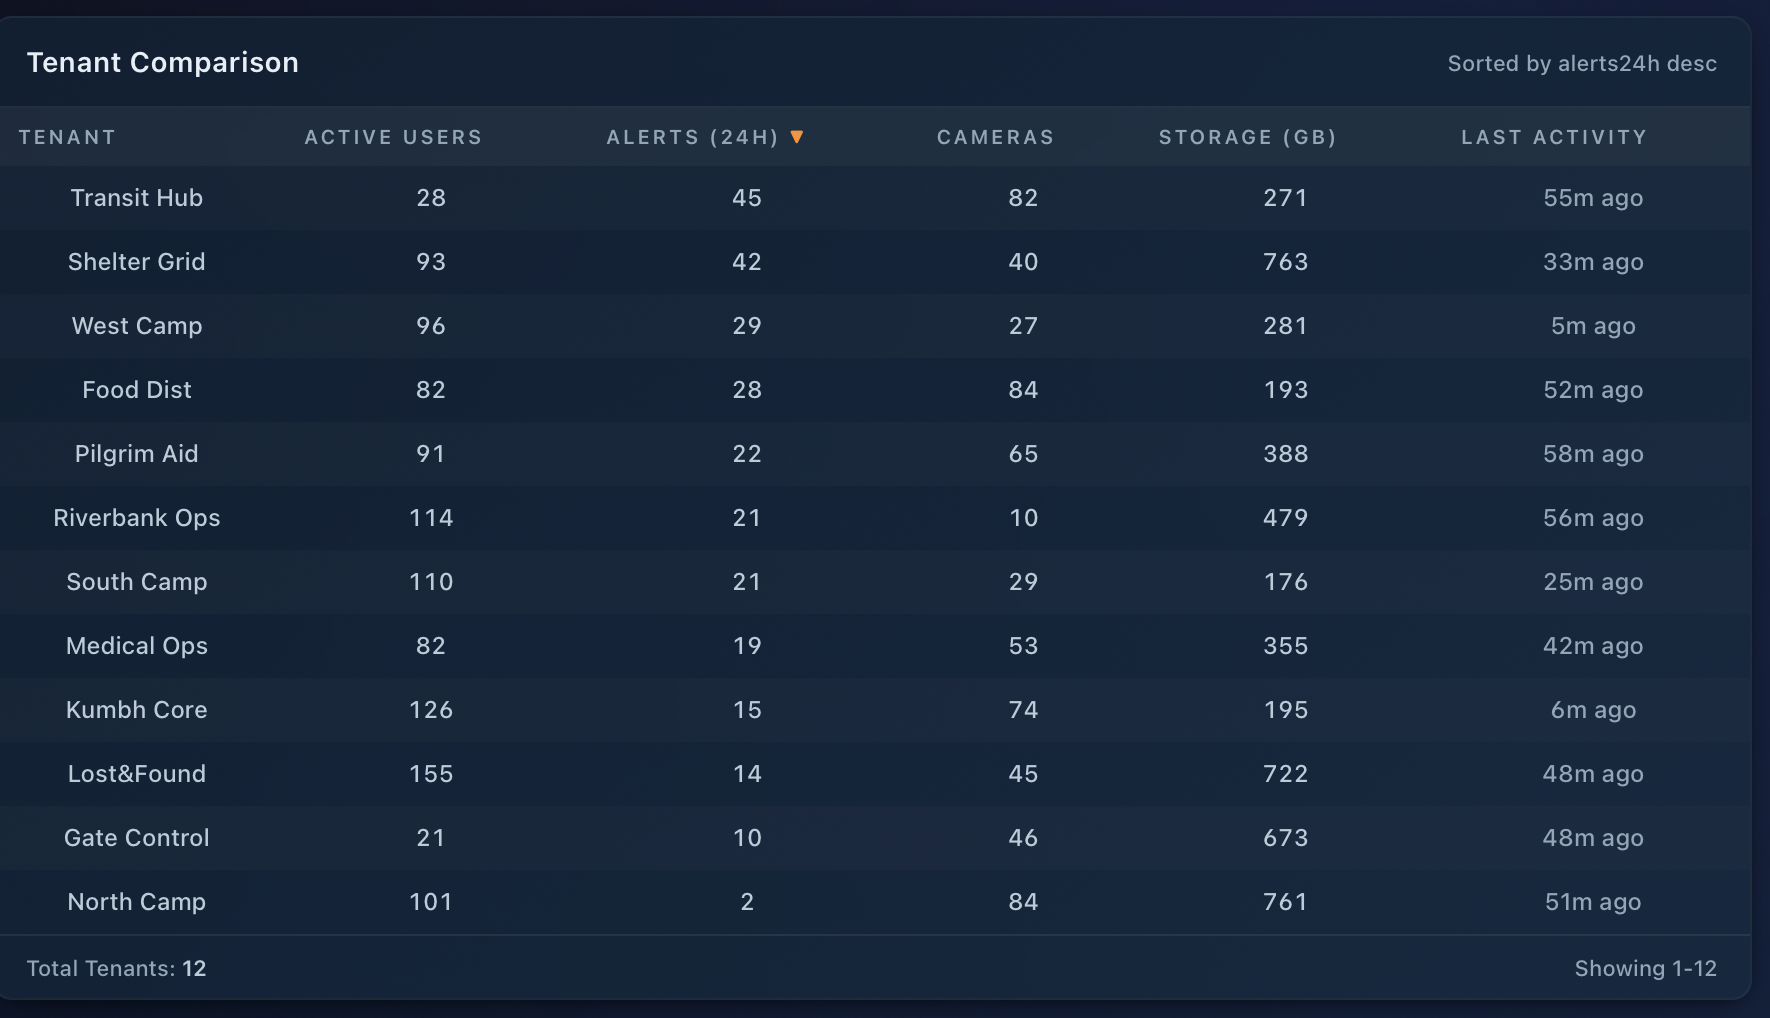 Tenant Comparison Sorted by alerts24h desc
TENANT ACTIVE USERS ALERTS (24H) ▼ CAMERAS STORAGE (GB) LAST ACTIVITY
Transit Hub 28 45 82 271 55m ago
Shelter Grid 93 42 40 763 33m ago
West Camp 96 29 27 281 5m ago
Food Dist 82 28 84 193 52m ago
Pilgrim Aid 91 22 65 388 58m ago
Riverbank Ops 114 21 10 479 56m ago
South Camp 110 21 29 176 25m ago
Medical Ops 82 19 53 355 42m ago
Kumbh Core 126 15 74 195 6m ago
Lost&Found 155 14 45 722 48m ago
Gate Control 21 10 46 673 48m ago
North Camp 101 2 84 761 51m ago
Total Tenants: 12 Showing 1-12